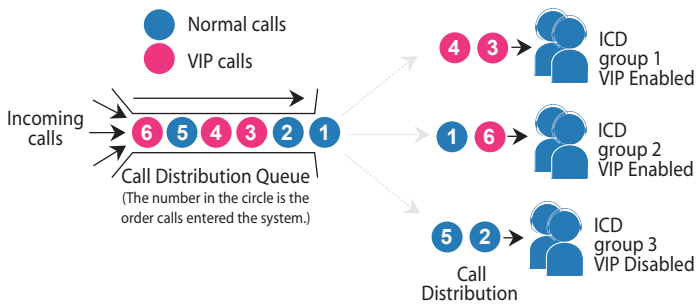 Normal calls
VIP calls
Incoming
calls
6 5 4 3 2 1
Call Distribution Queue
(The number in the circle is the
order calls entered the system.)
4 3
ICD
group 1
VIP Enabled
1 6
ICD
group 2
VIP Enabled
5 2
ICD
group 3
VIP Disabled
Call
Distribution